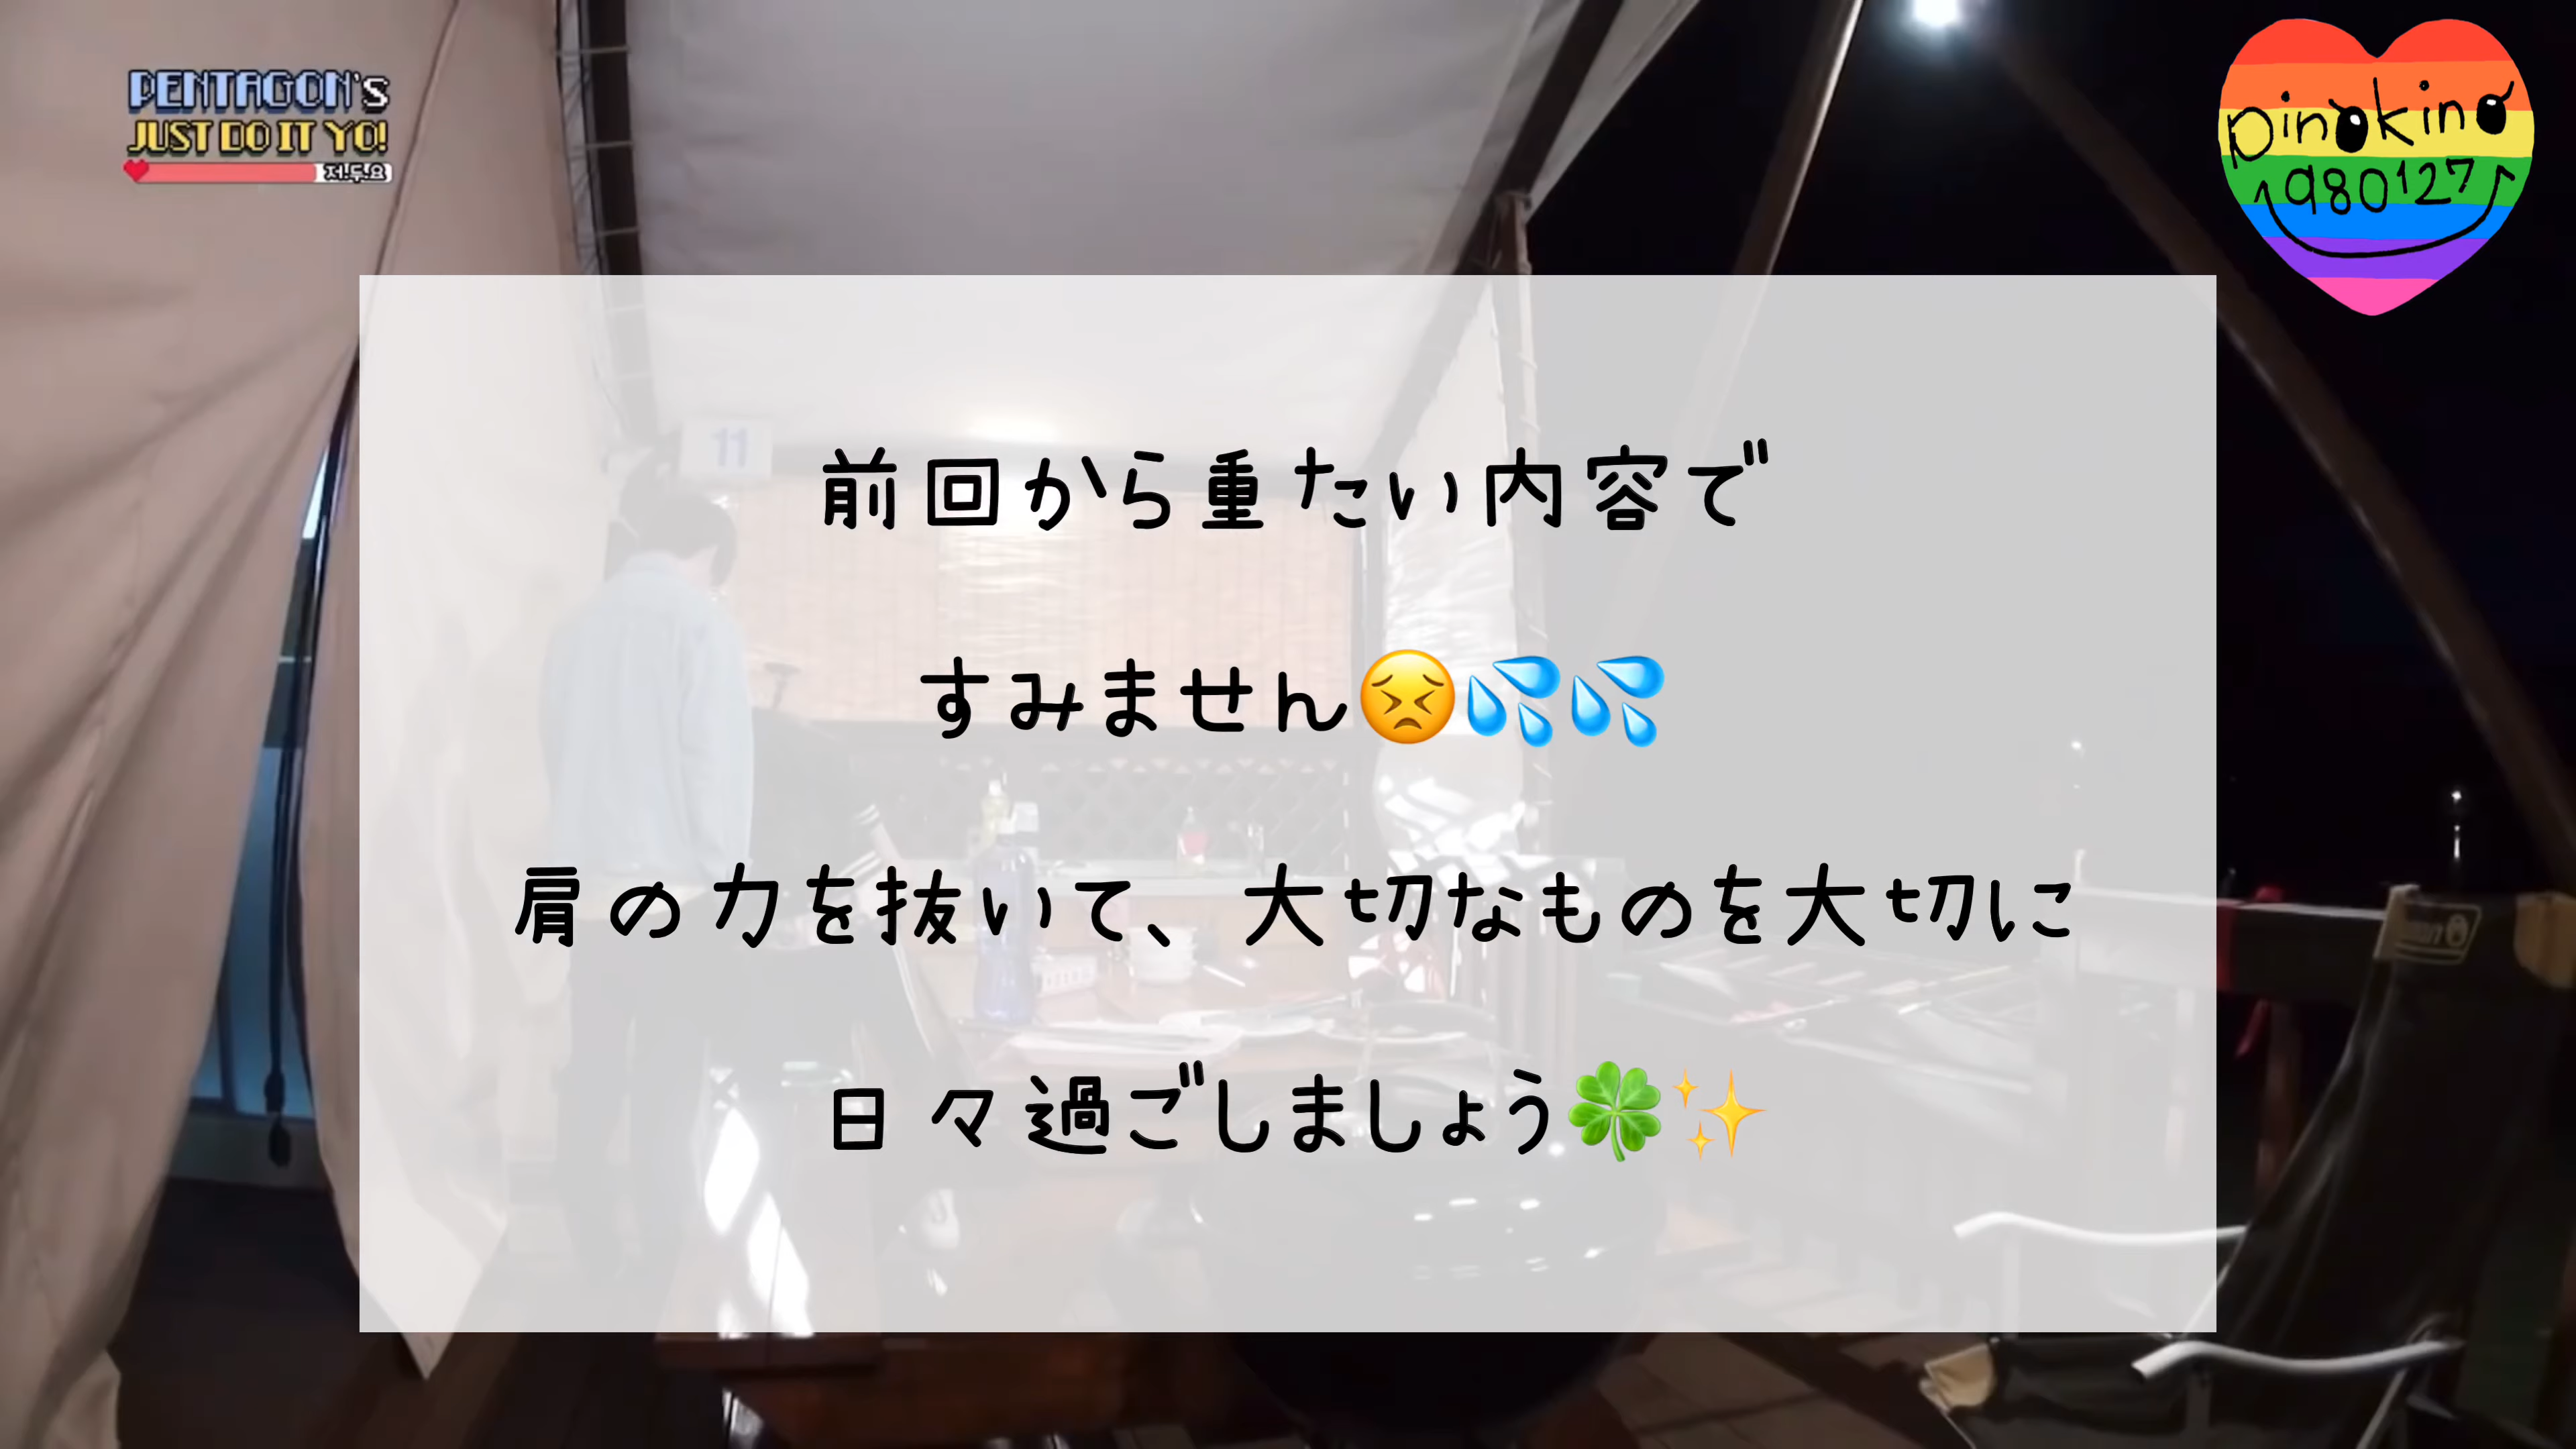 PENTAGON's
JUST DO IT YO!
저.두.요
pinokino
980127
11
前回から重たい内容で
すみません😣💦💦
肩の力を抜いて、大切なものを大切に
日々過ごしましょう🍀✨